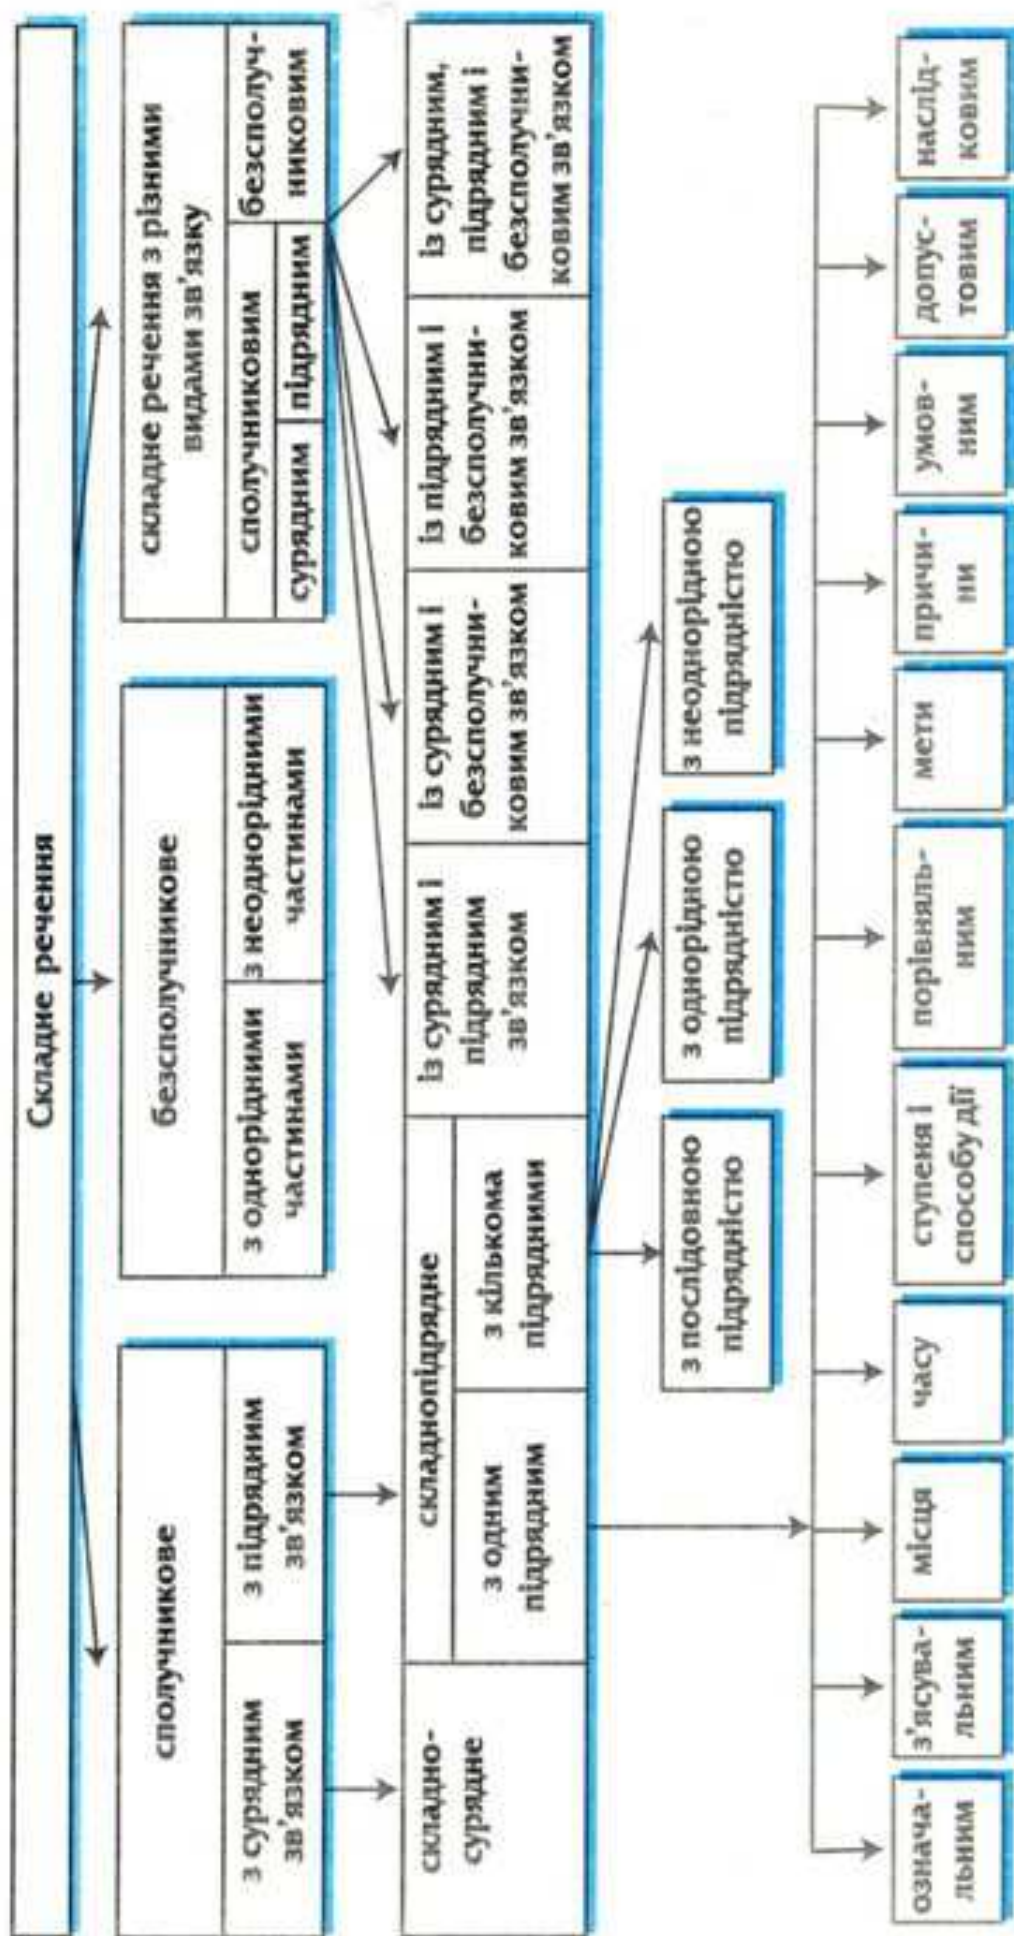 Складне речення
сполучникове
з сурядним
зв'язком
з підрядним
зв'язком
безсполучникове
з однорідними
частинами
з неоднорідними
частинами
складне речення з різними
видами зв'язку
сполучниковим
сурядним
підрядним
безсполуч-
никовим
складно-
сурядне
складнопідрядне
з одним
підрядним
з кількома
підрядними
із сурядним і
підрядним
зв'язком
із сурядним і
безсполучни-
ковим зв'язком
із підрядним і
безсполучни-
ковим зв'язком
із сурядним,
підрядним і
безсполучни-
ковим зв'язком
з послідовною
підрядністю
з однорідною
підрядністю
з неоднорідною
підрядністю
означа-
льним
з'ясува-
льним
місця
часу
ступеня і
способу дії
порівняль-
ним
мети
причи-
ни
умов-
ним
допус-
товим
наслід-
ковим